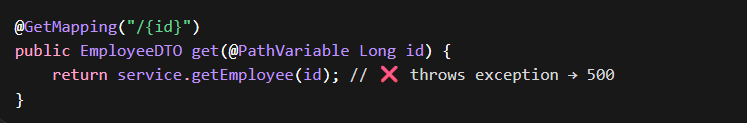 @GetMapping("/{id}")
public EmployeeDTO get(@PathVariable Long id) {
    return service.getEmployee(id); // ❌ throws exception → 500
}